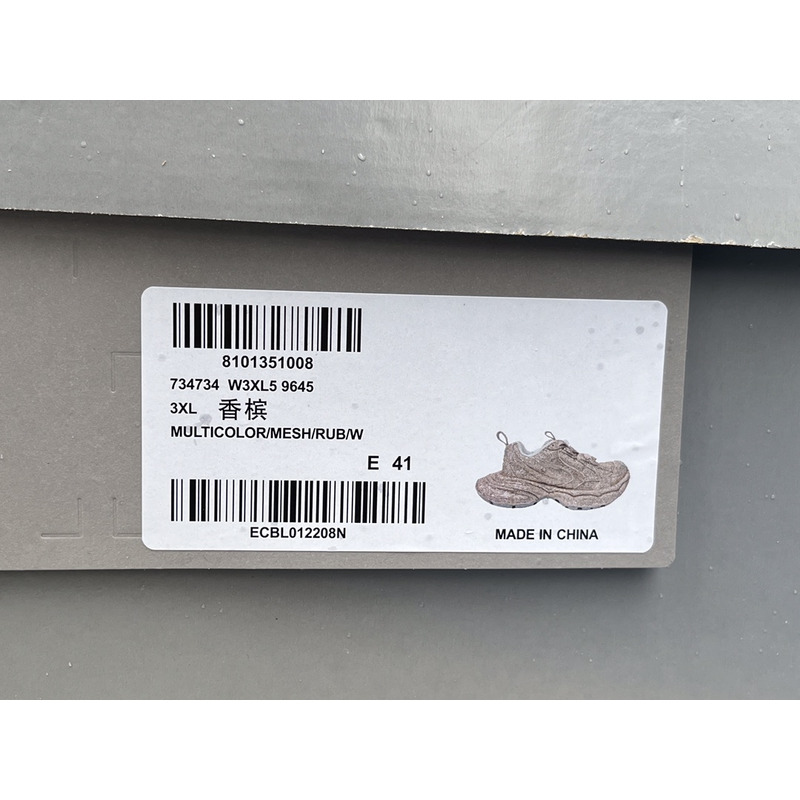 8101351008
734734 W3XL5 9645
3XL 香槟
MULTICOLOR/MESH/RUB/W
E 41
ECBL012208N
MADE IN CHINA